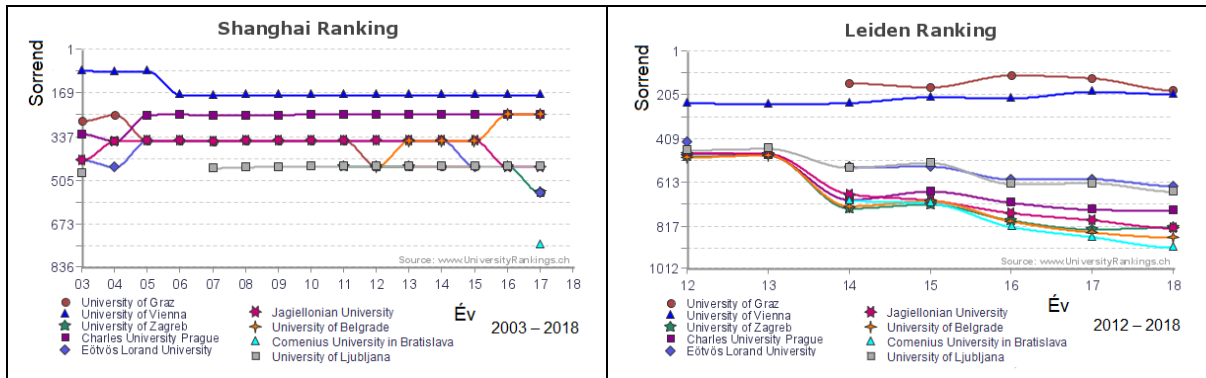 Shanghai Ranking
Sorrend
1
169
337
505
673
836
Source: www.UniversityRankings.ch
03 04 05 06 07 08 09 10 11 12 13 14 15 16 17 18
Év
2003 – 2018
University of Graz
University of Vienna
University of Zagreb
Charles University Prague
Eötvös Lorand University
Jagiellonian University
University of Belgrade
Comenius University in Bratislava
University of Ljubljana
Leiden Ranking
Sorrend
1
205
409
613
817
1012
Source: www.UniversityRankings.ch
12 13 14 15 16 17 18
Év
2012 – 2018
University of Graz
University of Vienna
University of Zagreb
Charles University Prague
Eötvös Lorand University
Jagiellonian University
University of Belgrade
Comenius University in Bratislava
University of Ljubljana